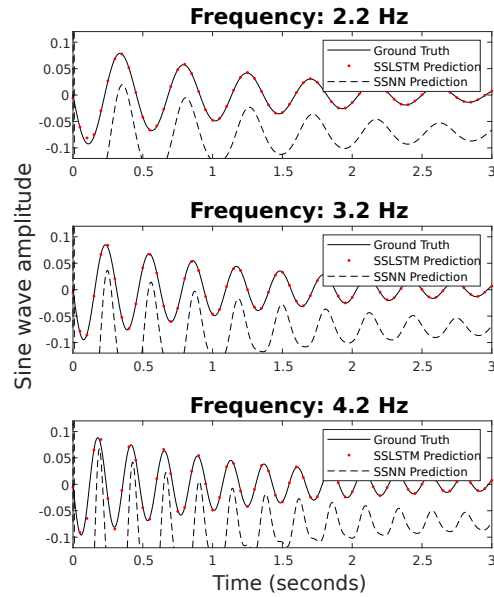 Frequency: 2.2 Hz
0.1
0.05
0
-0.05
-0.1
Ground Truth
SSLSTM Prediction
SSNN Prediction
0 0.5 1 1.5 2 2.5 3
Frequency: 3.2 Hz
Sine wave amplitude
0.1
0.05
0
-0.05
-0.1
Ground Truth
SSLSTM Prediction
SSNN Prediction
0 0.5 1 1.5 2 2.5 3
Frequency: 4.2 Hz
0.1
0.05
0
-0.05
-0.1
Ground Truth
SSLSTM Prediction
SSNN Prediction
0 0.5 1 1.5 2 2.5 3
Time (seconds)